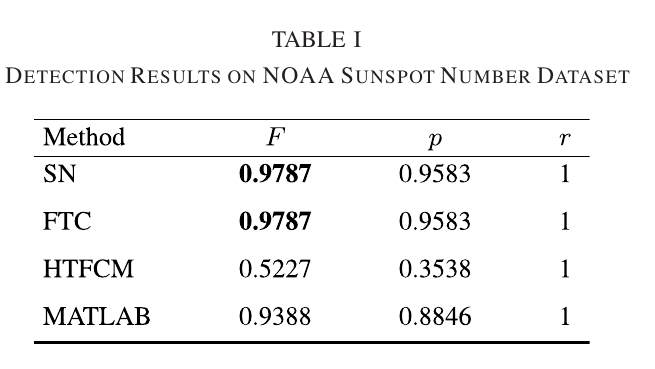 TABLE I
DETECTION RESULTS ON NOAA SUNSPOT NUMBER DATASET
Method F p r
SN 0.9787 0.9583 1
FTC 0.9787 0.9583 1
HTFCM 0.5227 0.3538 1
MATLAB 0.9388 0.8846 1